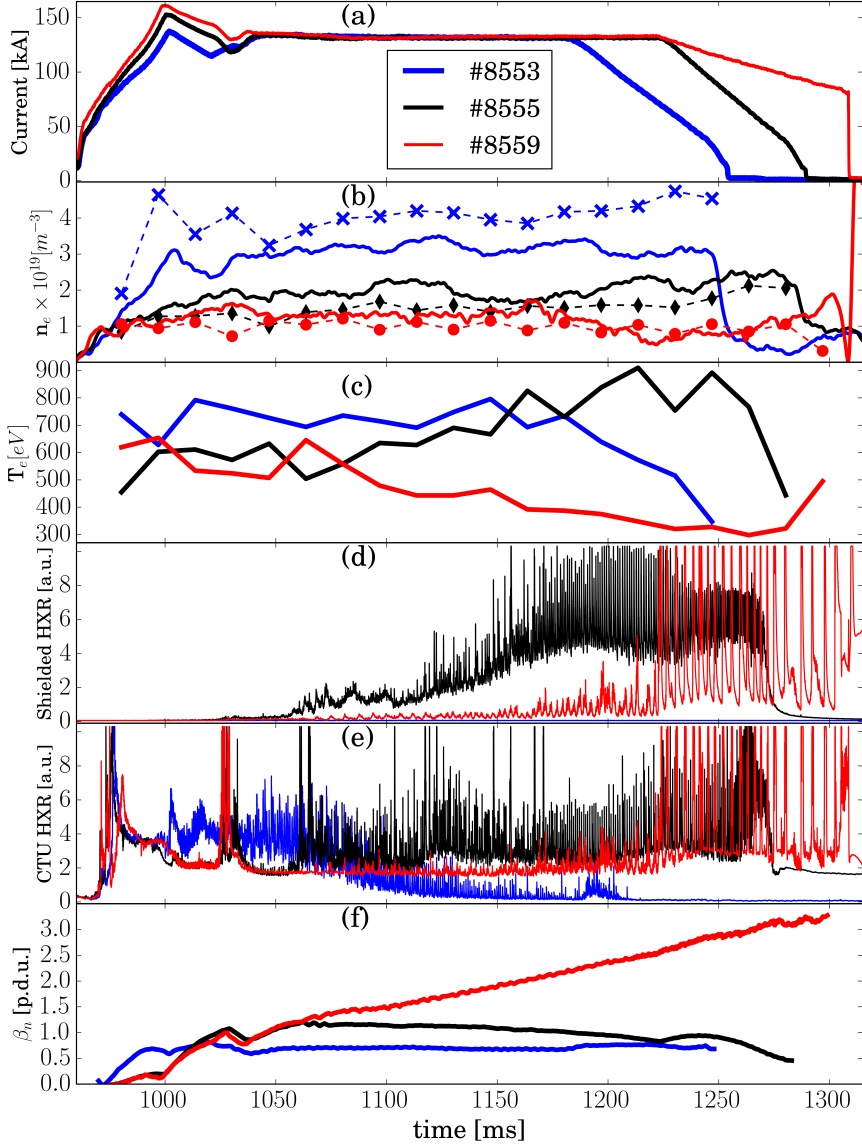 (a)
Current [kA]
150
100
50
0
#8553
#8555
#8559
(b)
n_e × 10^19 [m^-3]
4
3
2
1
(c)
T_e [eV]
900
800
700
600
500
400
300
(d)
Shielded HXR [a.u.]
8
6
4
2
0
(e)
CTU HXR [a.u.]
8
6
4
2
0
(f)
β_n [p.d.u.]
3.0
2.5
2.0
1.5
1.0
0.5
0.0
1000 1050 1100 1150 1200 1250 1300
time [ms]